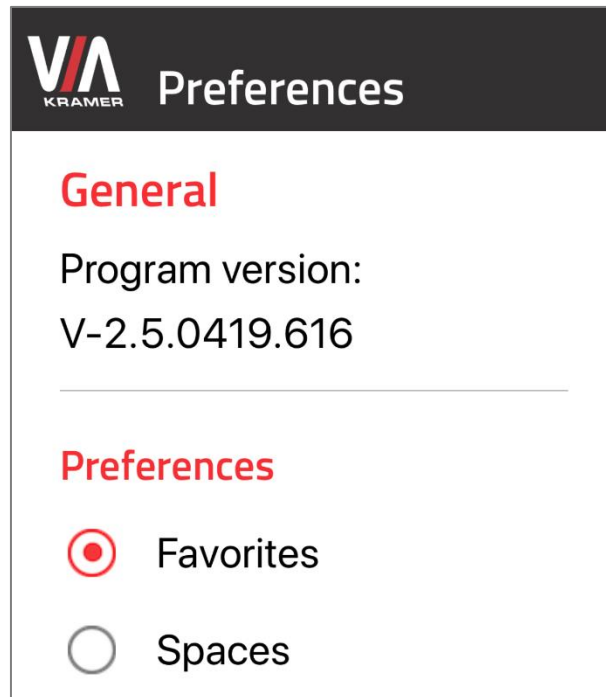 VIA
KRAMER
Preferences
General
Program version:
V-2.5.0419.616
Preferences
Favorites
Spaces